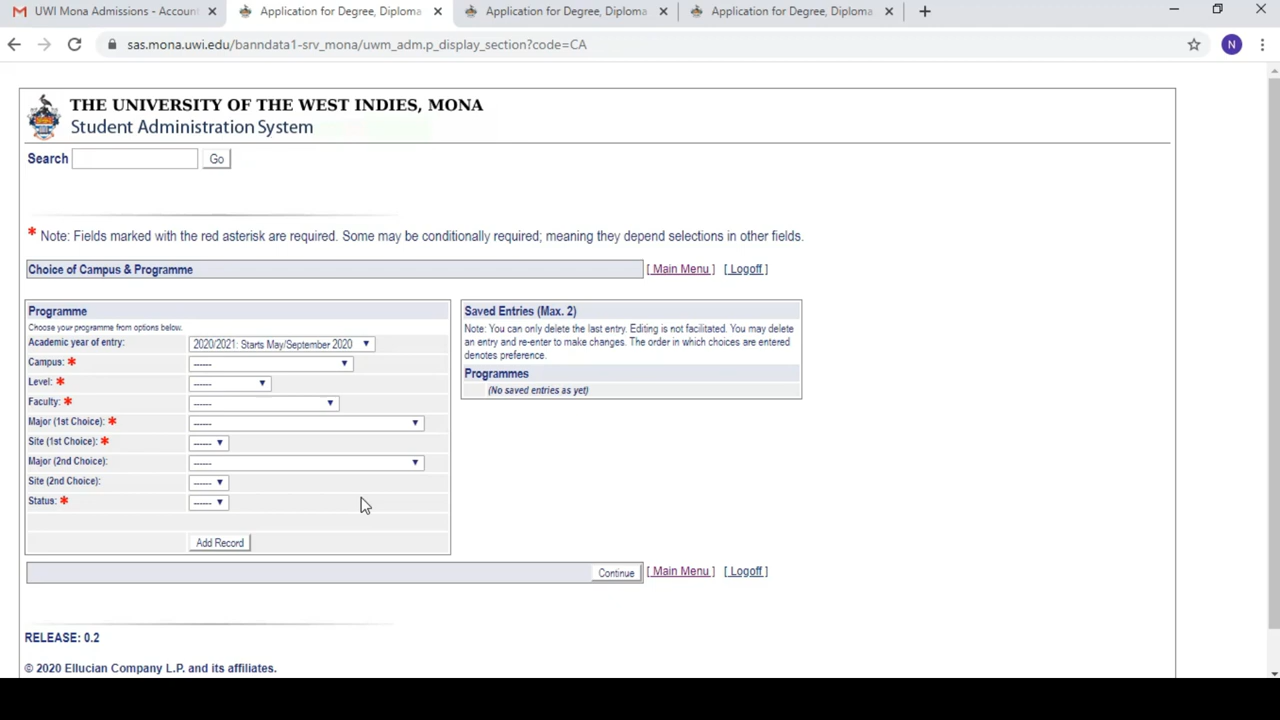 UWI Mona Admissions - Accoun
Application for Degree, Diploma
Application for Degree, Diploma
Application for Degree, Diploma
sas.mona.uwi.edu/banndata1-srv_mona/uwm_adm.p_display_section?code=CA
N
THE UNIVERSITY OF THE WEST INDIES, MONA
Student Administration System
Search Go
* Note: Fields marked with the red asterisk are required. Some may be conditionally required; meaning they depend selections in other fields.
Choice of Campus & Programme [ Main Menu ] [ Logoff ]
Programme
Choose your programme from options below.
Academic year of entry: 2020/2021: Starts May/September 2020
Campus: * ------
Level: * ------
Faculty: * ------
Major (1st Choice): * ------
Site (1st Choice): * ------
Major (2nd Choice): ------
Site (2nd Choice): ------
Status: * ------
Add Record
Saved Entries (Max. 2)
Note: You can only delete the last entry. Editing is not facilitated. You may delete
an entry and re-enter to make changes. The order in which choices are entered
denotes preference.
Programmes
(No saved entries as yet)
Continue [ Main Menu ] [ Logoff ]
RELEASE: 0.2
© 2020 Ellucian Company L.P. and its affiliates.